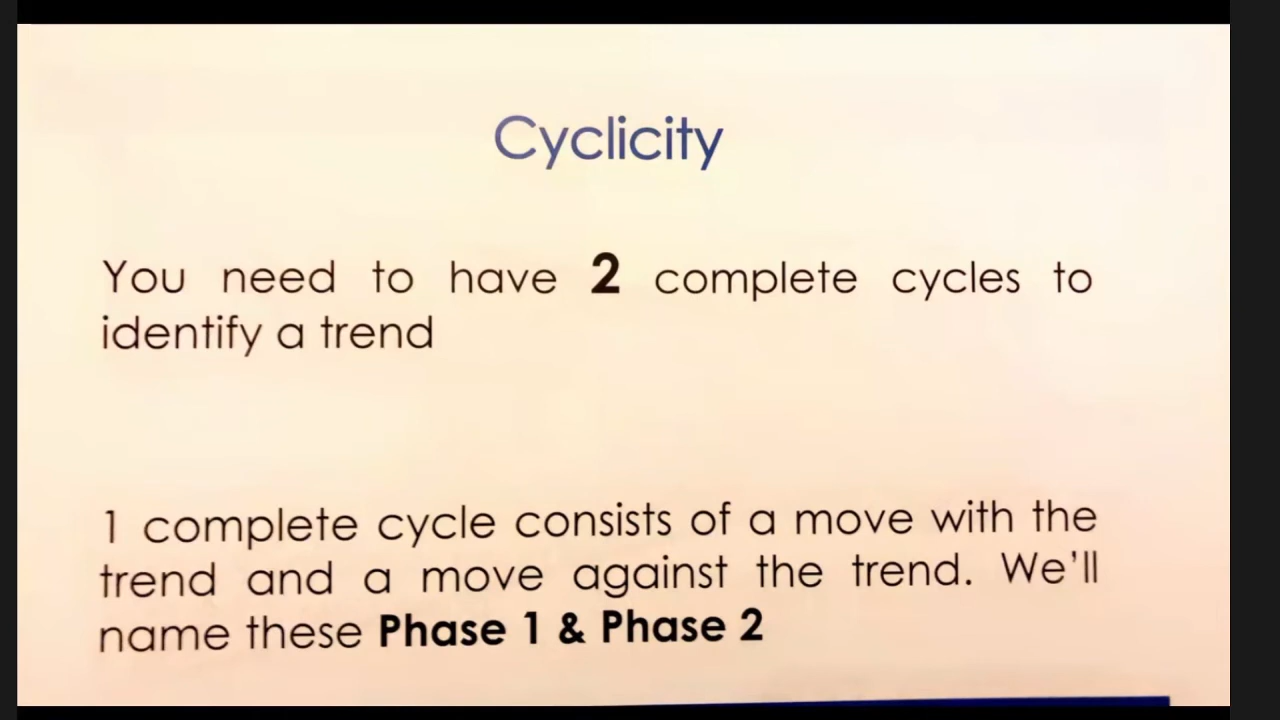 Cyclicity
You need to have 2 complete cycles to
identify a trend
1 complete cycle consists of a move with the
trend and a move against the trend. We'll
name these Phase 1 & Phase 2